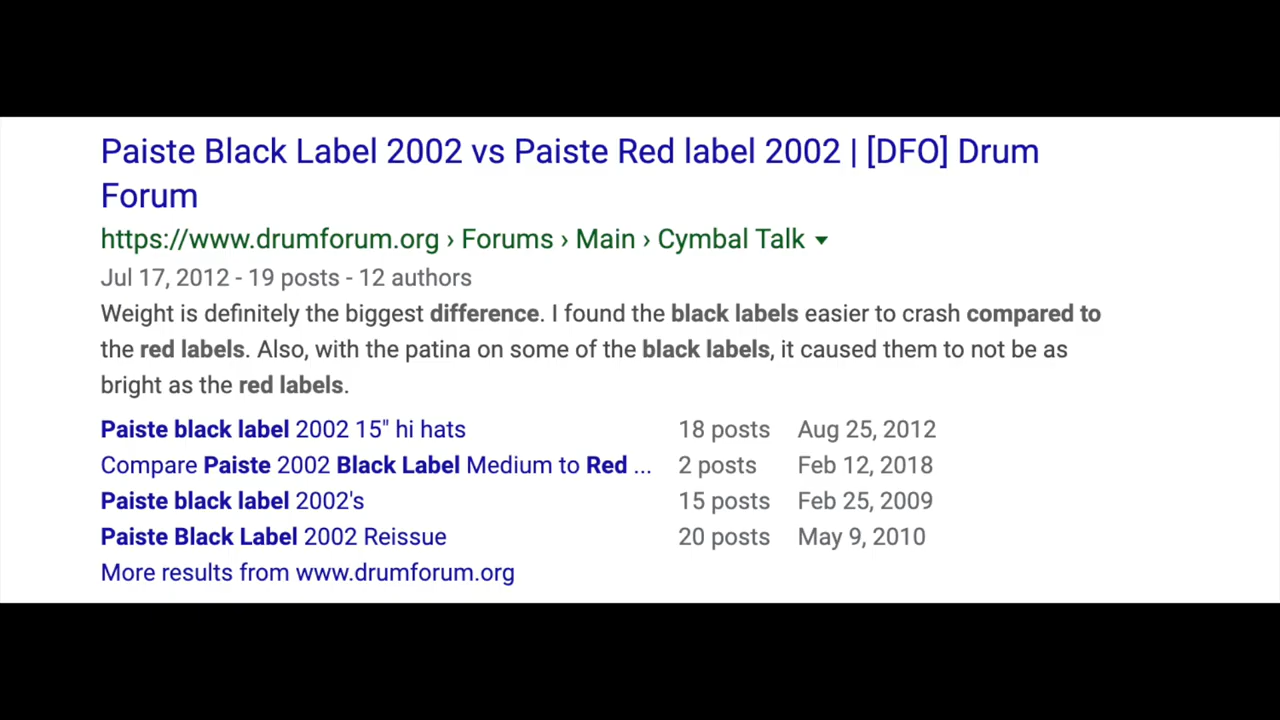 Paiste Black Label 2002 vs Paiste Red label 2002 | [DFO] Drum
Forum
https://www.drumforum.org › Forums › Main › Cymbal Talk
Jul 17, 2012 - 19 posts - 12 authors
Weight is definitely the biggest difference. I found the black labels easier to crash compared to
the red labels. Also, with the patina on some of the black labels, it caused them to not be as
bright as the red labels.
Paiste black label 2002 15" hi hats 18 posts Aug 25, 2012
Compare Paiste 2002 Black Label Medium to Red ... 2 posts Feb 12, 2018
Paiste black label 2002's 15 posts Feb 25, 2009
Paiste Black Label 2002 Reissue 20 posts May 9, 2010
More results from www.drumforum.org